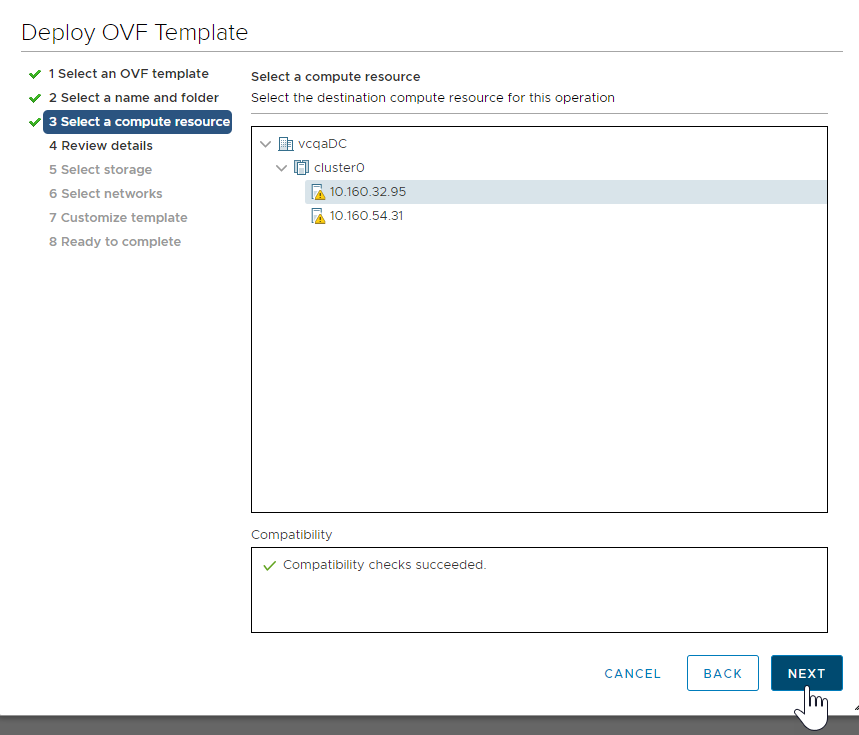 Deploy OVF Template
1 Select an OVF template
2 Select a name and folder
3 Select a compute resource
4 Review details
5 Select storage
6 Select networks
7 Customize template
8 Ready to complete
Select a compute resource
Select the destination compute resource for this operation
vcqaDC
cluster0
10.160.32.95
10.160.54.31
Compatibility
Compatibility checks succeeded.
CANCEL
BACK
NEXT